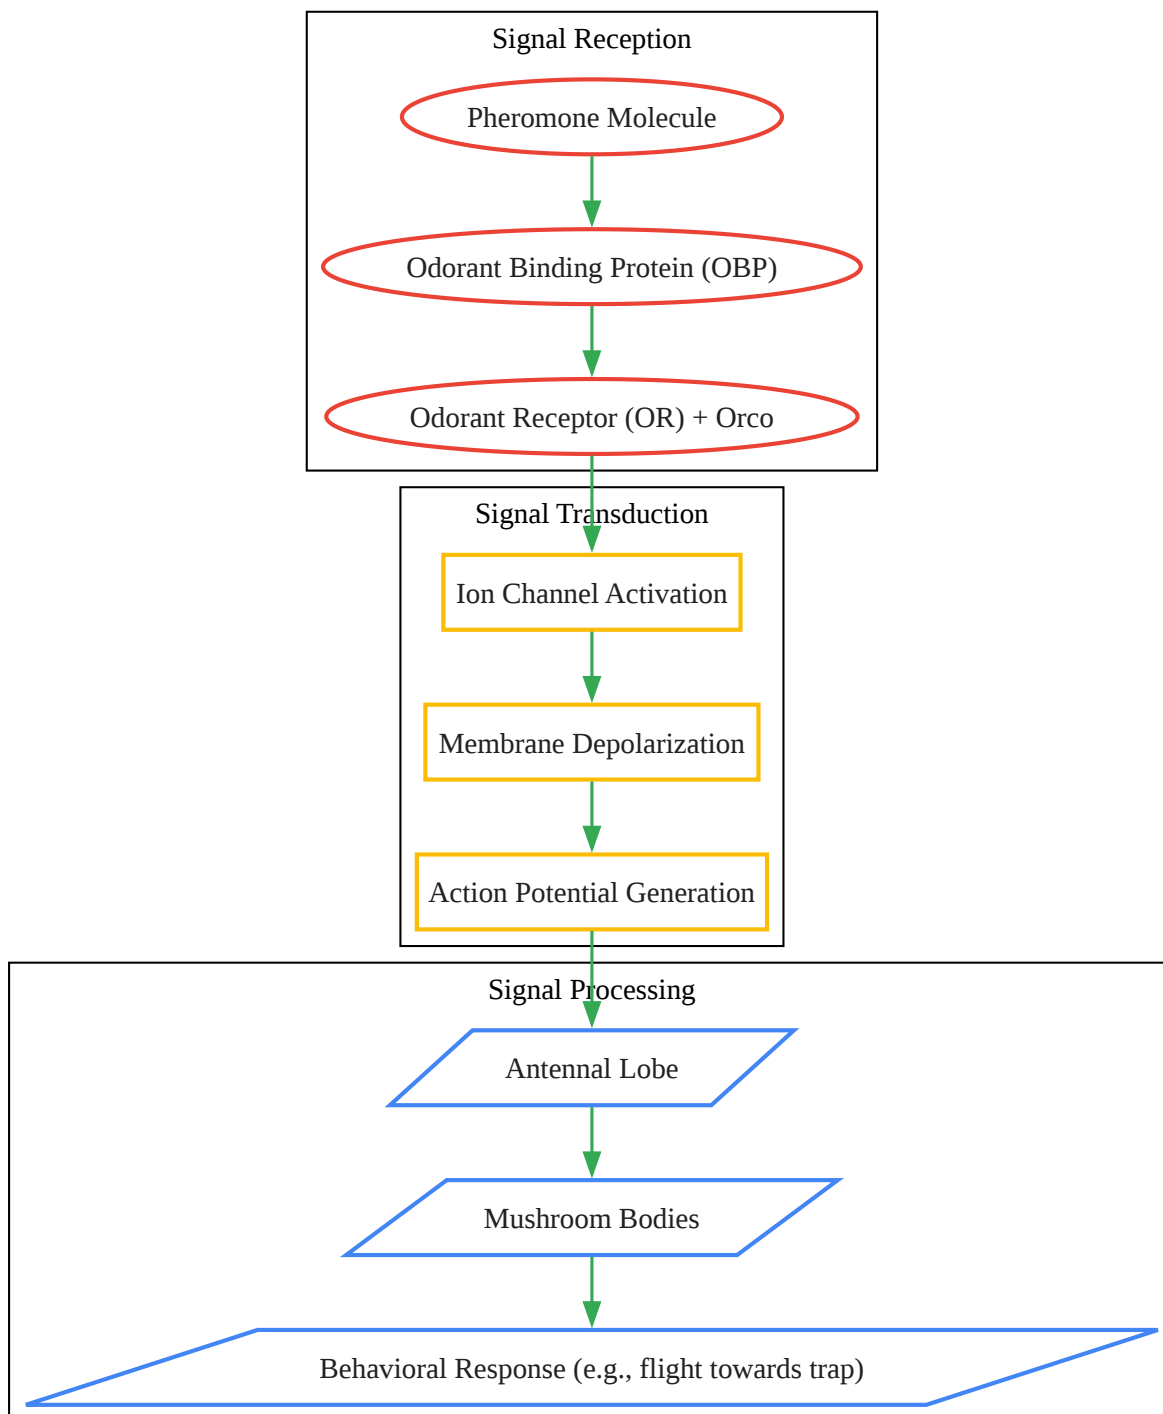 Signal Reception
Pheromone Molecule
Odorant Binding Protein (OBP)
Odorant Receptor (OR) + Orco
Signal Transduction
Ion Channel Activation
Membrane Depolarization
Action Potential Generation
Signal Processing
Antennal Lobe
Mushroom Bodies
Behavioral Response (e.g., flight towards trap)